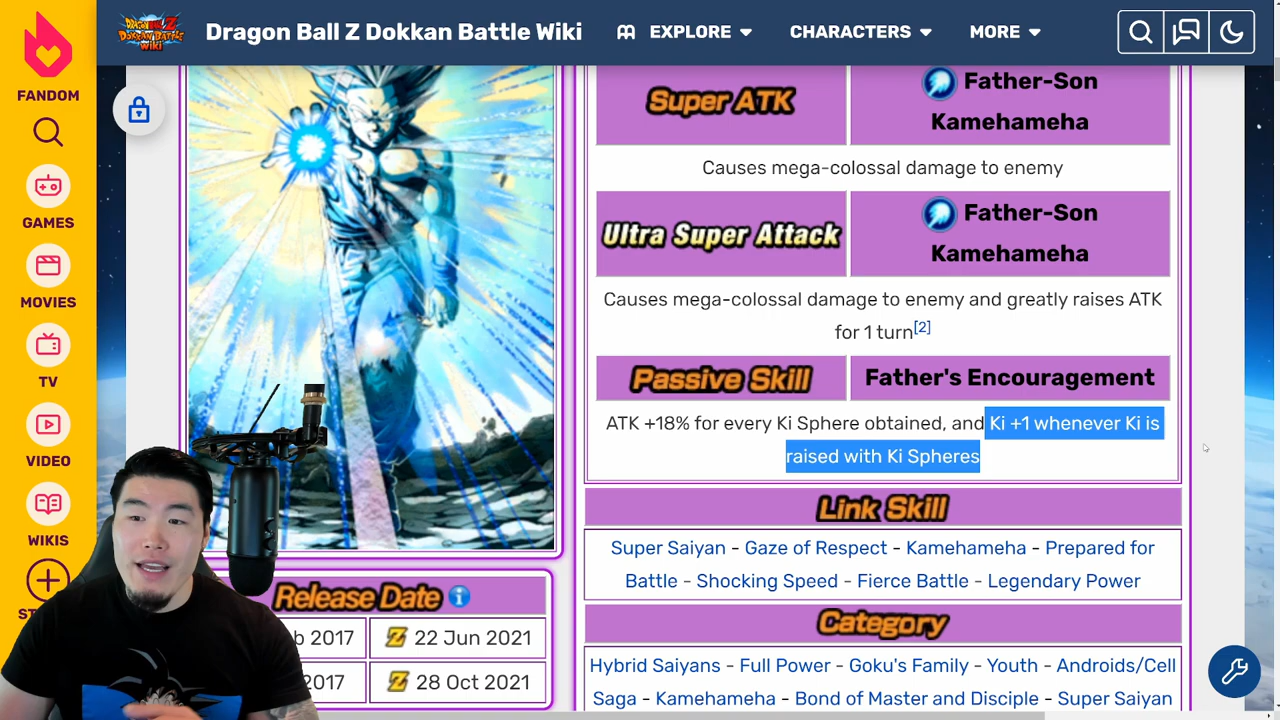 FANDOM
GAMES
MOVIES
TV
VIDEO
WIKIS
DRAGON BALL Z
DOKKAN BATTLE
WIKI
Dragon Ball Z Dokkan Battle Wiki
EXPLORE
CHARACTERS
MORE
Super ATK
Father-Son
Kamehameha
Causes mega-colossal damage to enemy
Ultra Super Attack
Father-Son
Kamehameha
Causes mega-colossal damage to enemy and greatly raises ATK
for 1 turn[2]
Passive Skill
Father's Encouragement
ATK +18% for every Ki Sphere obtained, and Ki +1 whenever Ki is
raised with Ki Spheres
Link Skill
Super Saiyan - Gaze of Respect - Kamehameha - Prepared for
Battle - Shocking Speed - Fierce Battle - Legendary Power
Category
Hybrid Saiyans - Full Power - Goku's Family - Youth - Androids/Cell
Saga - Kamehameha - Bond of Master and Disciple - Super Saiyan
Release Date
2017
Z 22 Jun 2021
2017
Z 28 Oct 2021